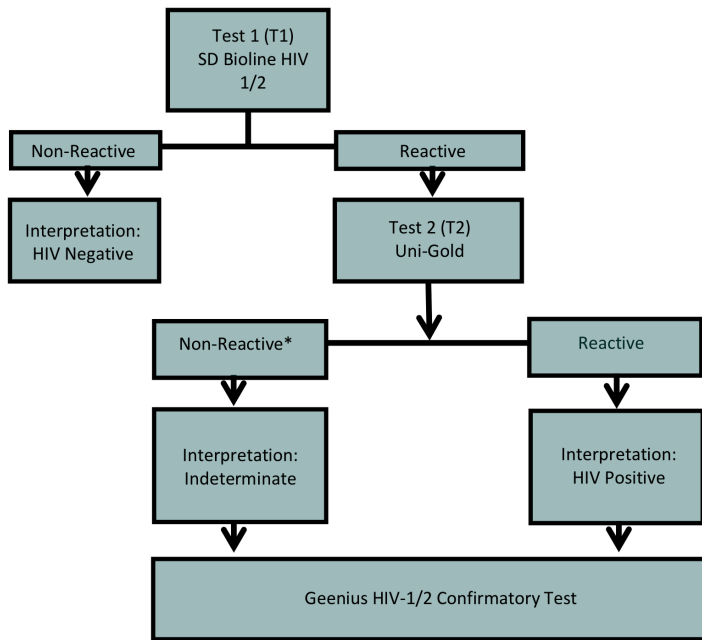 Test 1 (T1)
SD Bioline HIV
1/2
Non-Reactive
Reactive
Interpretation:
HIV Negative
Test 2 (T2)
Uni-Gold
Non-Reactive*
Reactive
Interpretation:
Indeterminate
Interpretation:
HIV Positive
Geenius HIV-1/2 Confirmatory Test